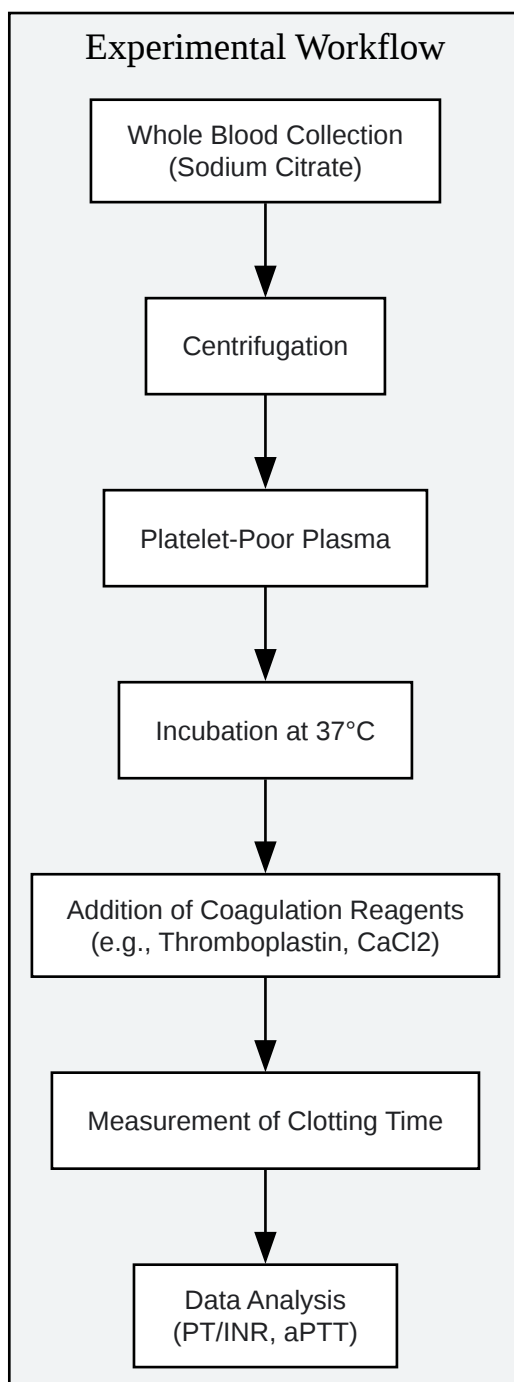 Experimental Workflow
Whole Blood Collection
(Sodium Citrate)
Centrifugation
Platelet-Poor Plasma
Incubation at 37°C
Addition of Coagulation Reagents
(e.g., Thromboplastin, CaCl2)
Measurement of Clotting Time
Data Analysis
(PT/INR, aPTT)